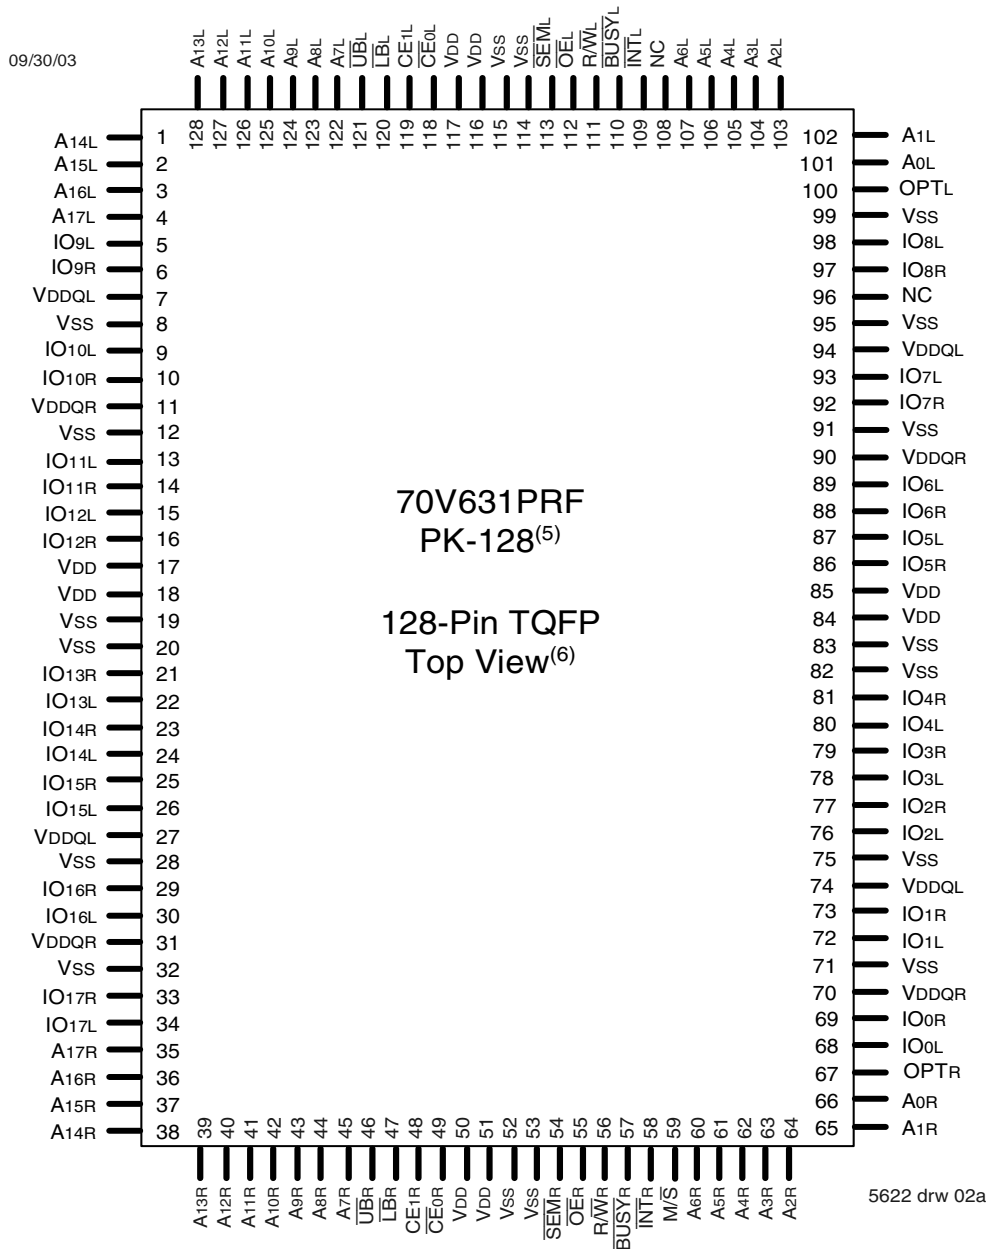 09/30/03
A13L A12L A11L A10L A9L A8L A7L UBL LBL CE1L CE0L VDD VDD VSS VSS SEML OEL R/WL BUSYL INTL NC A6L A5L A4L A3L A2L
128 127 126 125 124 123 122 121 120 119 118 117 116 115 114 113 112 111 110 109 108 107 106 105 104 103
A14L 1 102 A1L
A15L 2 101 A0L
A16L 3 100 OPTL
A17L 4 99 VSS
IO9L 5 98 IO8L
IO9R 6 97 IO8R
VDDQL 7 96 NC
VSS 8 95 VSS
IO10L 9 94 VDDQL
IO10R 10 93 IO7L
VDDQR 11 92 IO7R
VSS 12 91 VSS
IO11L 13 90 VDDQR
IO11R 14 89 IO6L
IO12L 15 88 IO6R
IO12R 16 87 IO5L
VDD 17 86 IO5R
VDD 18 85 VDD
VSS 19 84 VDD
VSS 20 83 VSS
IO13R 21 82 VSS
IO13L 22 81 IO4R
IO14R 23 80 IO4L
IO14L 24 79 IO3R
IO15R 25 78 IO3L
IO15L 26 77 IO2R
VDDQL 27 76 IO2L
VSS 28 75 VSS
IO16R 29 74 VDDQL
IO16L 30 73 IO1R
VDDQR 31 72 IO1L
VSS 32 71 VSS
IO17R 33 70 VDDQR
IO17L 34 69 IO0R
A17R 35 68 IO0L
A16R 36 67 OPTR
A15R 37 66 A0R
A14R 38 65 A1R
70V631PRF
PK-128(5)
128-Pin TQFP
Top View(6)
39 40 41 42 43 44 45 46 47 48 49 50 51 52 53 54 55 56 57 58 59 60 61 62 63 64
A13R A12R A11R A10R A9R A8R A7R UBR LBR CE1R CE0R VDD VDD VSS VSS SEMR OER R/WR BUSYR INTR M/S A6R A5R A4R A3R A2R
5622 drw 02a